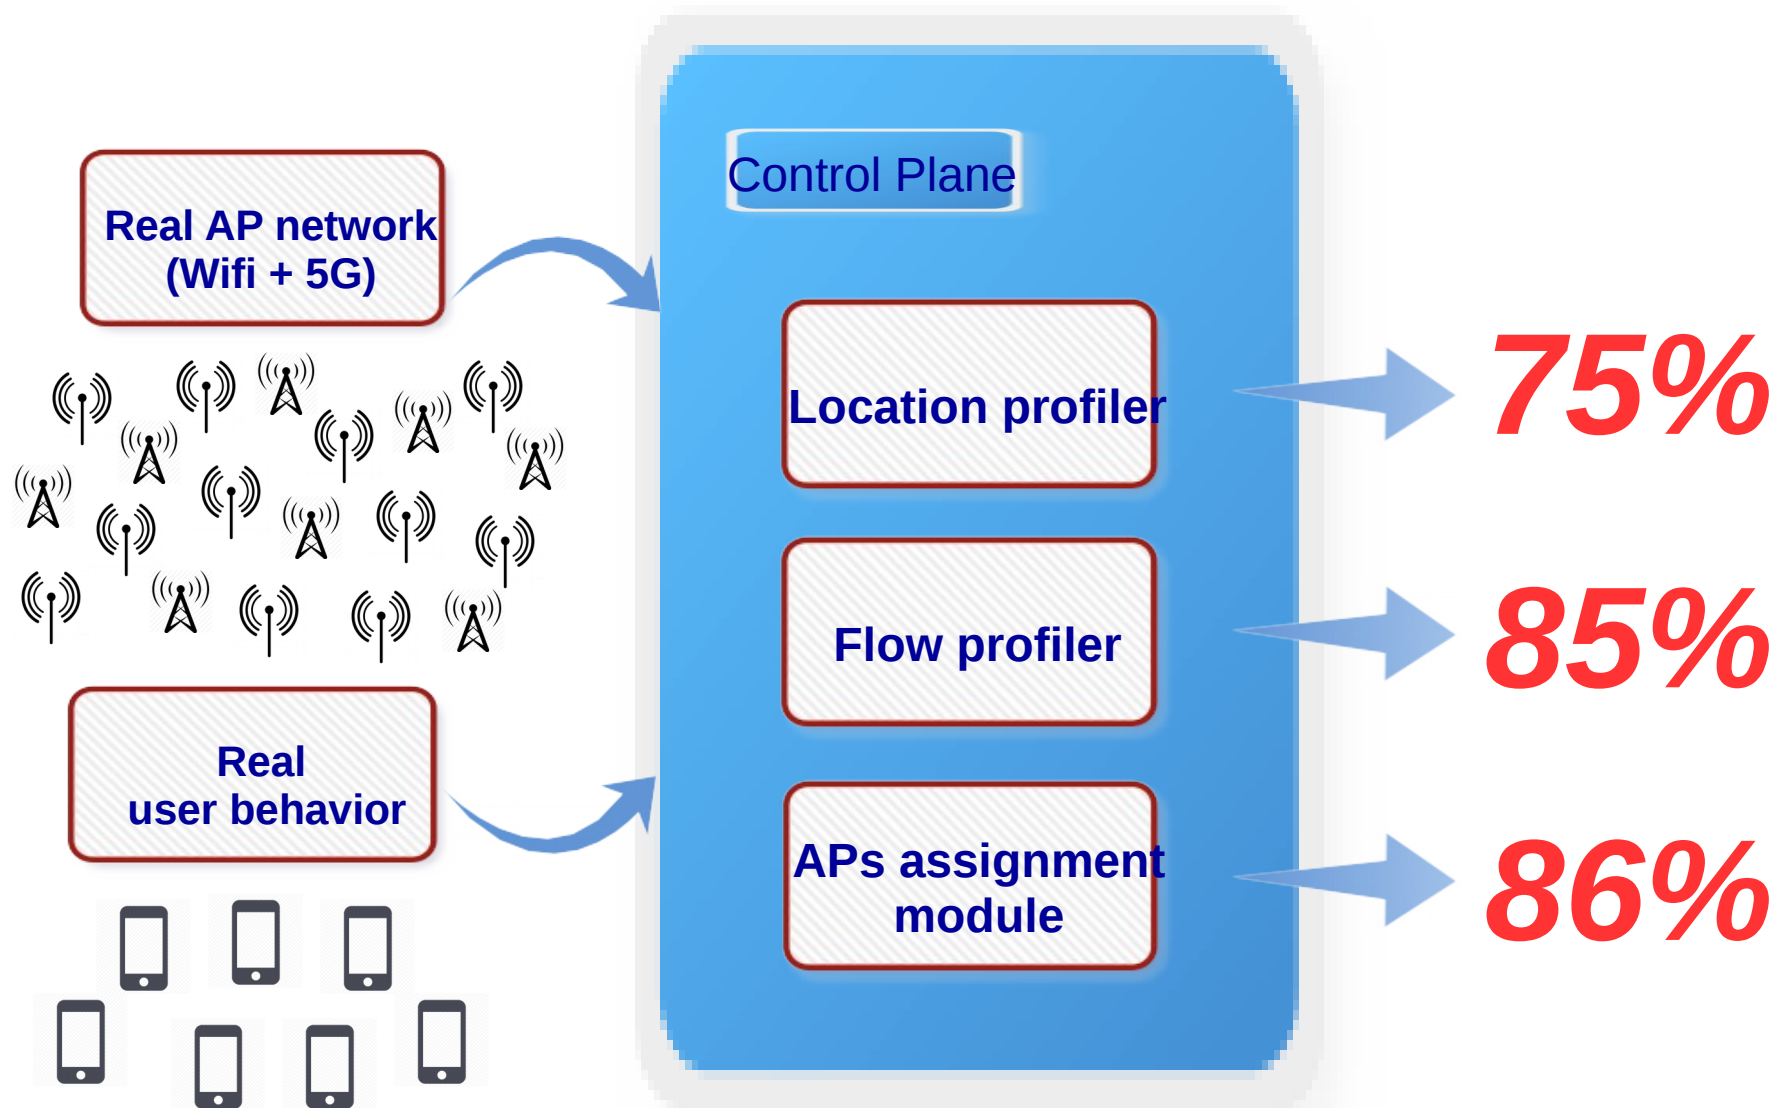 Control Plane
Real AP network
(Wifi + 5G)
Location profiler
75%
Flow profiler
85%
Real
user behavior
APs assignment
module
86%